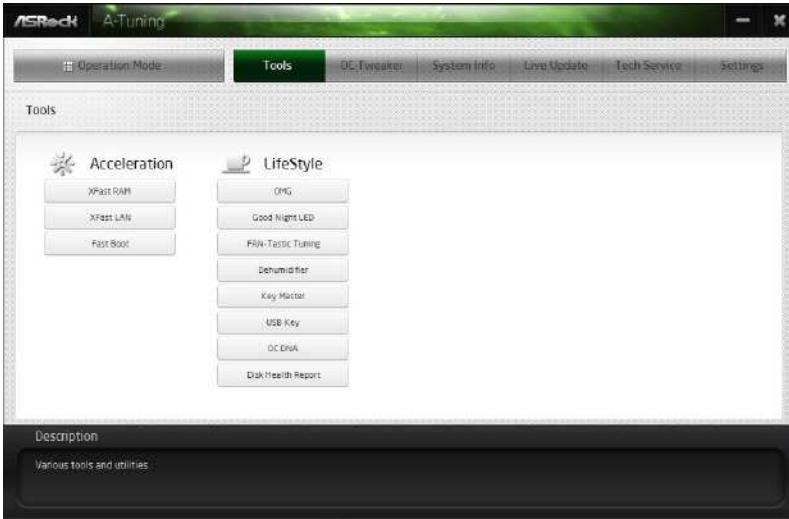 ASRock A-Tuning
Operation Mode Tools OC Tweaker System Info Live Update Tech Service Settings
Tools
Acceleration
XFast RAM
XFast LAN
Fast Boot
LifeStyle
OMG
Good Night LED
FAN-Tastic Tuning
Dehumidifier
Key Master
USB Key
OC DNA
Disk Health Report
Description
Various tools and utilities